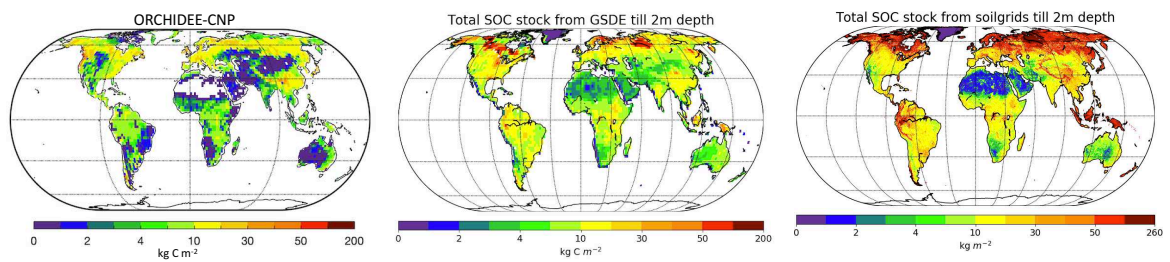 ORCHIDEE-CNP
Total SOC stock from GSDE till 2m depth
Total SOC stock from soilgrids till 2m depth
0 2 4 10 30 50 200
kg C m-2
0 2 4 10 30 50 200
kg C m−2
0 2 4 10 30 50 260
kg m−2